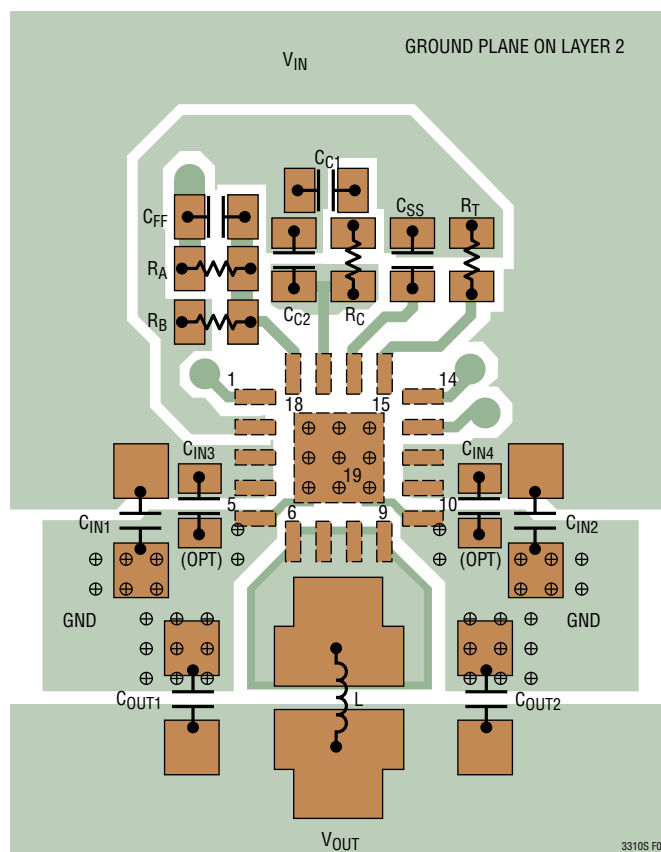 GROUND PLANE ON LAYER 2
VIN
CC1
CFF
CSS
RT
RA
CC2
RC
RB
1
14
18
15
CIN3
19
CIN4
5
6
9
10
CIN1
CIN2
(OPT)
(OPT)
GND
GND
COUT1
L
COUT2
VOUT
3310S F0